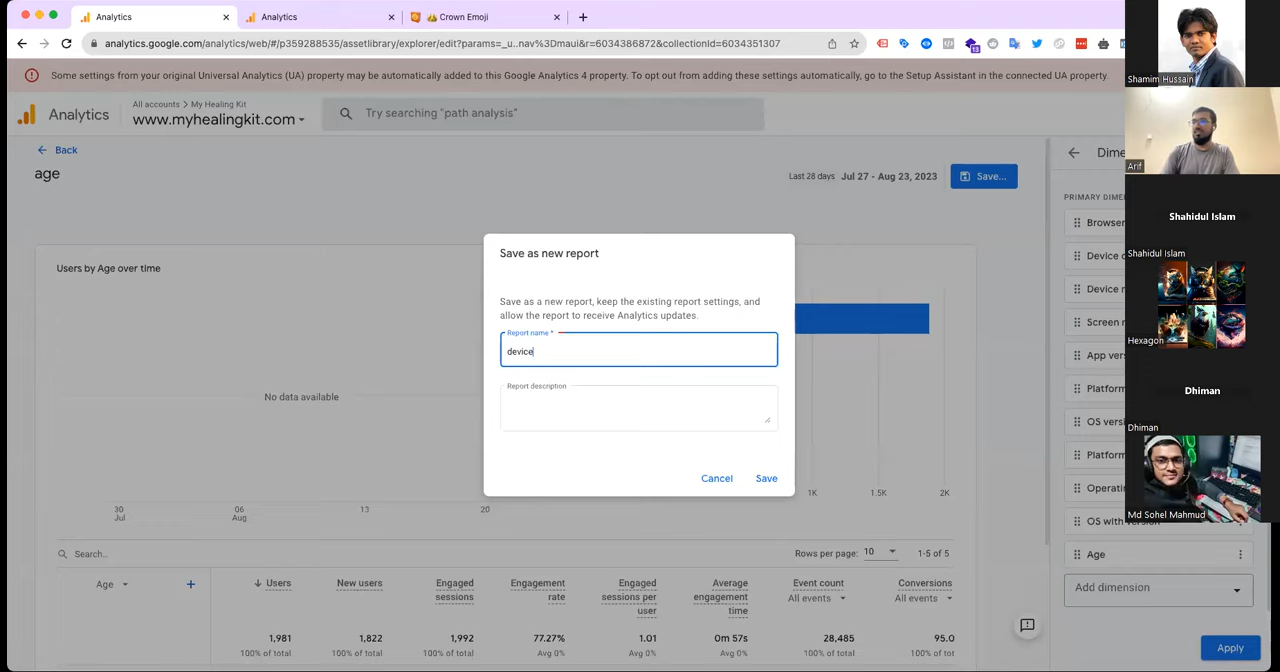 Analytics
Analytics
Crown Emoji
analytics.google.com/analytics/web/#/p359288535/assetlibrary/explorer/edit?params=_u..nav%3Dmaui&r=6034386872&collectionId=6034351307
13
Some settings from your original Universal Analytics (UA) property may be automatically added to this Google Analytics 4 property. To opt out from adding these settings automatically, go to the Setup Assistant in the connected UA property.
Analytics
All accounts > My Healing Kit
www.myhealingkit.com
Try searching "path analysis"
Back
age
Last 28 days Jul 27 - Aug 23, 2023
Save...
Users by Age over time
No data available
30 Jul
06 Aug
13
20
1K
1.5K
2K
Save as new report
Save as a new report, keep the existing report settings, and
allow the report to receive Analytics updates.
Report name *
device
Report description
Cancel
Save
Search...
Rows per page: 10
1-5 of 5
Age
Users
New users
Engaged sessions
Engagement rate
Engaged sessions per user
Average engagement time
Event count
All events
Conversions
All events
1,981
1,822
1,992
77.27%
1.01
0m 57s
28,485
95.0
100% of total
100% of total
100% of total
Avg 0%
Avg 0%
Avg 0%
100% of total
100% of tot
Dime
PRIMARY DIME
Browser
Device c
Device m
Screen r
App vers
Platform
OS versi
Platform
Operatin
OS with version
Age
Add dimension
Apply
Shamim Hussain
Arif
Shahidul Islam
Shahidul Islam
Hexagon
Dhiman
Dhiman
Md Sohel Mahmud